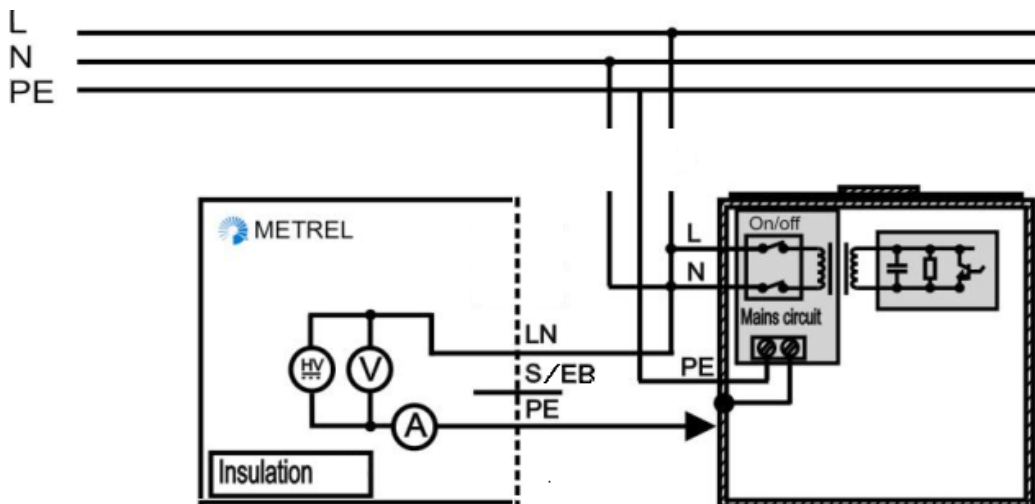 L
N
PE
METREL
L
On/off
N
Mains circuit
HV
V
LN
S/EB
PE
PE
A
Insulation